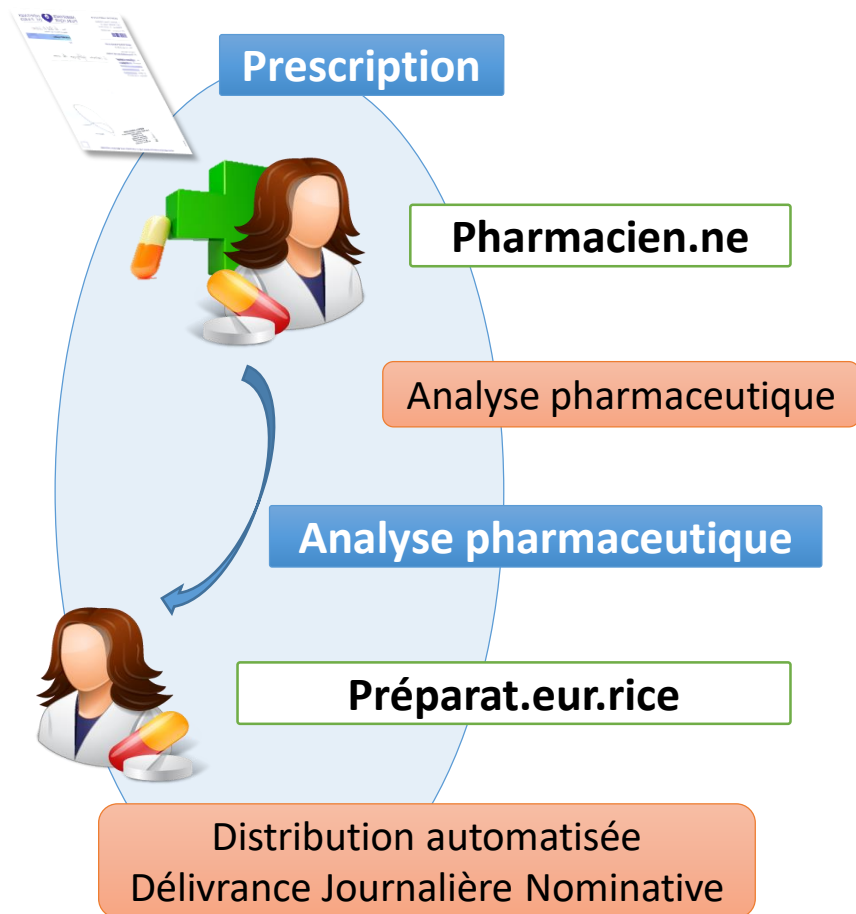 Prescription
Pharmacien.ne
Analyse pharmaceutique
Analyse pharmaceutique
Préparat.eur.rice
Distribution automatisée
Délivrance Journalière Nominative